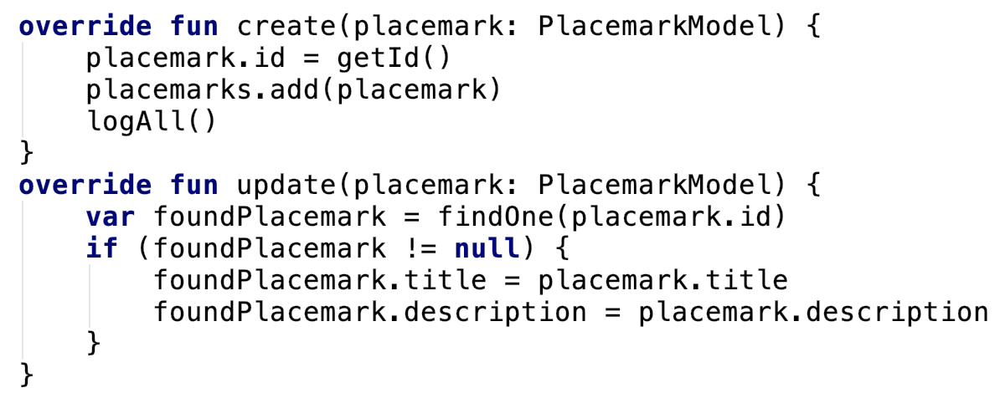 override fun create(placemark: PlacemarkModel) {
    placemark.id = getId()
    placemarks.add(placemark)
    logAll()
}
override fun update(placemark: PlacemarkModel) {
    var foundPlacemark = findOne(placemark.id)
    if (foundPlacemark != null) {
        foundPlacemark.title = placemark.title
        foundPlacemark.description = placemark.description
    }
}